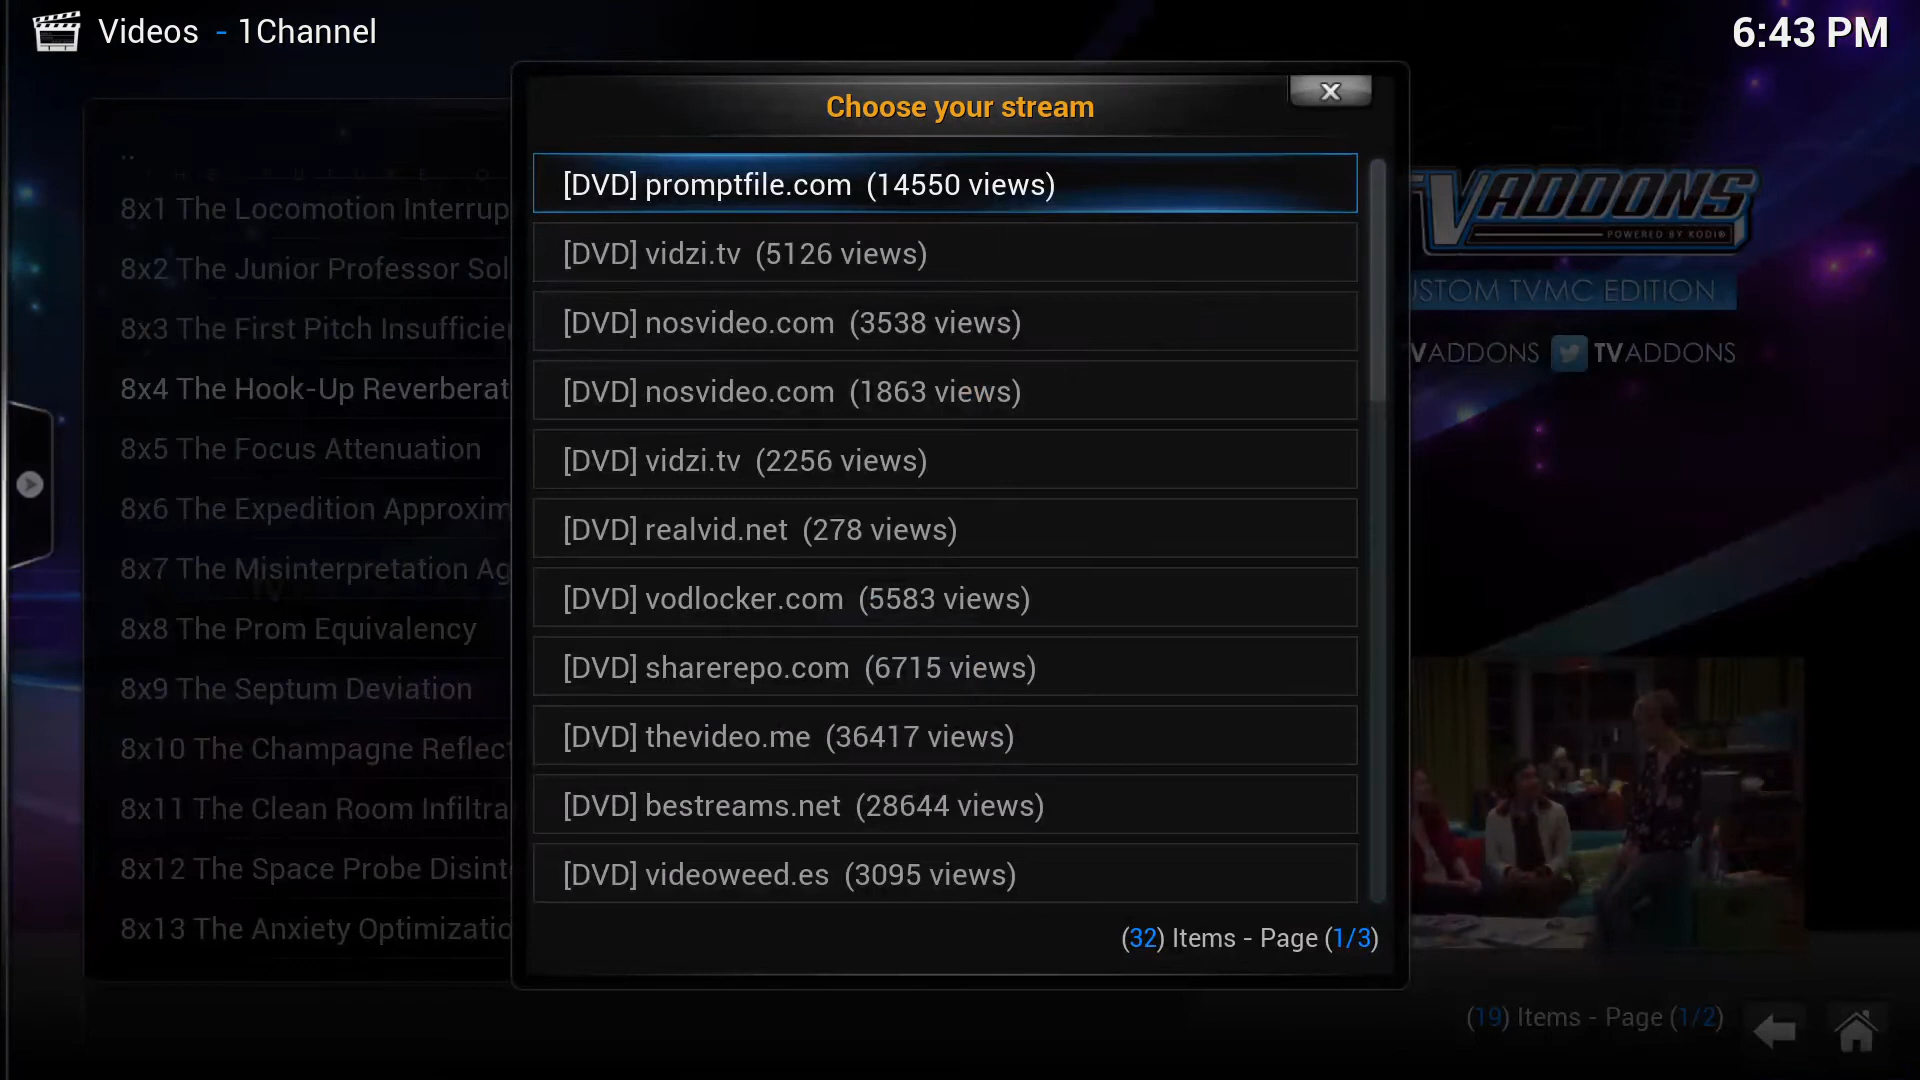 Videos - 1Channel
6:43 PM
Choose your stream
[DVD] promptfile.com (14550 views)
[DVD] vidzi.tv (5126 views)
[DVD] nosvideo.com (3538 views)
[DVD] nosvideo.com (1863 views)
[DVD] vidzi.tv (2256 views)
[DVD] realvid.net (278 views)
[DVD] vodlocker.com (5583 views)
[DVD] sharerepo.com (6715 views)
[DVD] thevideo.me (36417 views)
[DVD] bestreams.net (28644 views)
[DVD] videoweed.es (3095 views)
(32) Items - Page (1/3)
..
8x1 The Locomotion Interrup
8x2 The Junior Professor Sol
8x3 The First Pitch Insufficie
8x4 The Hook-Up Reverberat
8x5 The Focus Attenuation
8x6 The Expedition Approxim
8x7 The Misinterpretation Ag
8x8 The Prom Equivalency
8x9 The Septum Deviation
8x10 The Champagne Reflect
8x11 The Clean Room Infiltra
8x12 The Space Probe Disint
8x13 The Anxiety Optimizatio
TVADDONS
POWERED BY KODI®
USTOM TVMC EDITION
VADDONS TVADDONS
(19) Items - Page (1/2)